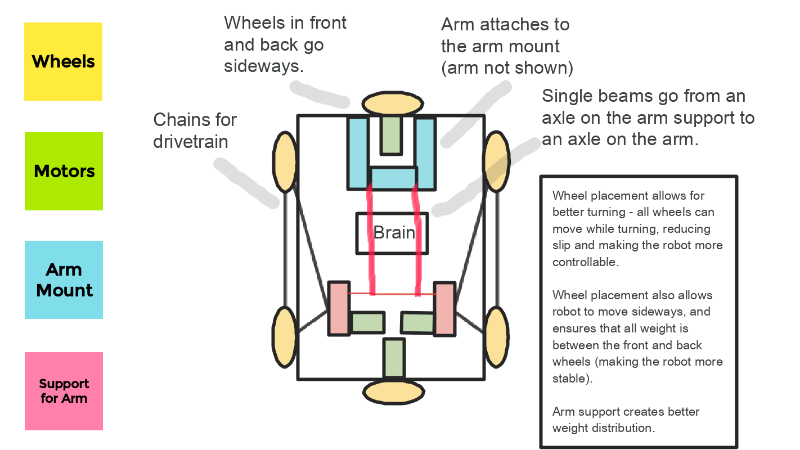 Wheels
Motors
Arm
Mount
Support
for Arm
Wheels in front
and back go
sideways.
Arm attaches to
the arm mount
(arm not shown)
Chains for
drivetrain
Single beams go from an
axle on the arm support to
an axle on the arm.
Brain
Wheel placement allows for
better turning - all wheels can
move while turning, reducing
slip and making the robot more
controllable.
Wheel placement also allows
robot to move sideways, and
ensures that all weight is
between the front and back
wheels (making the robot more
stable).
Arm support creates better
weight distribution.